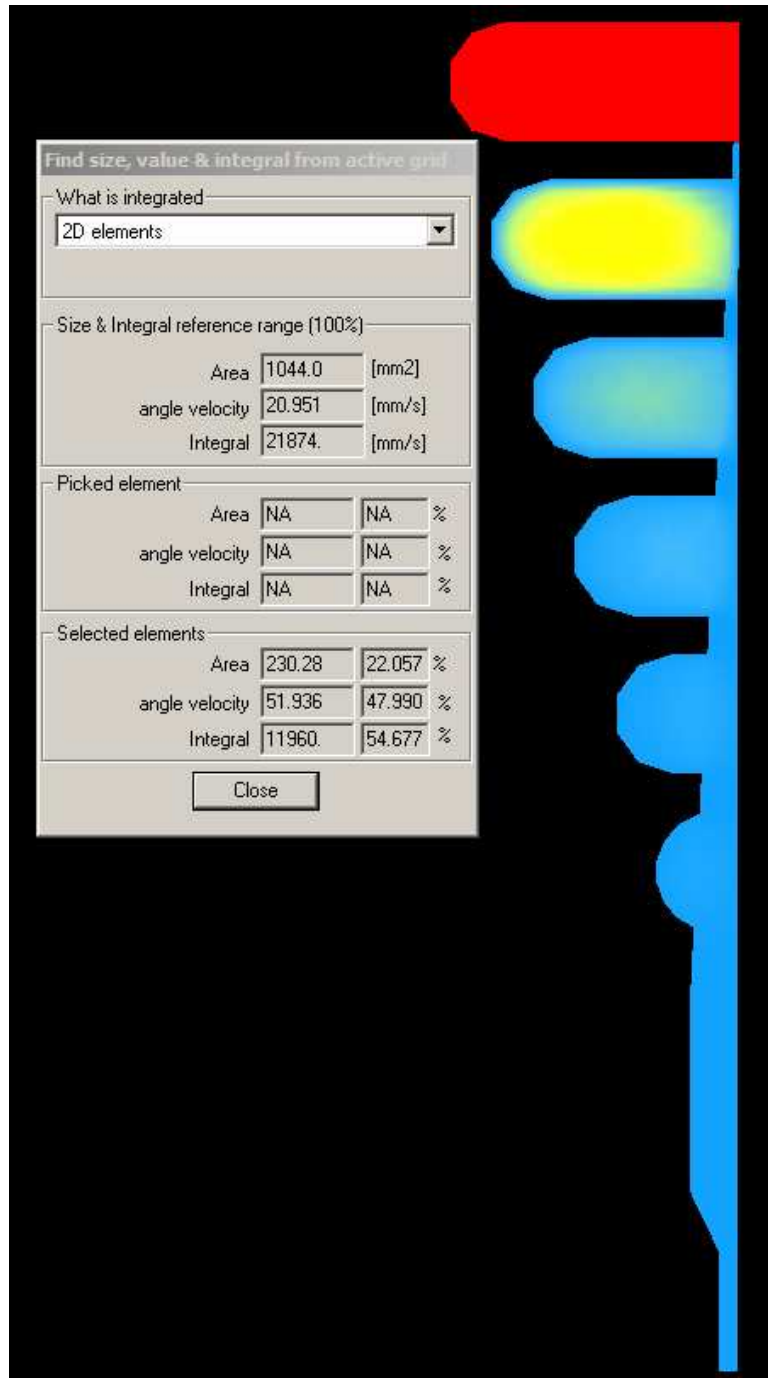 Find size, value & integral from active grid
What is integrated
2D elements
Size & Integral reference range (100%)
Area 1044.0 [mm2]
angle velocity 20.951 [mm/s]
Integral 21874. [mm/s]
Picked element
Area NA NA %
angle velocity NA NA %
Integral NA NA %
Selected elements
Area 230.28 22.057 %
angle velocity 51.936 47.990 %
Integral 11960. 54.677 %
Close